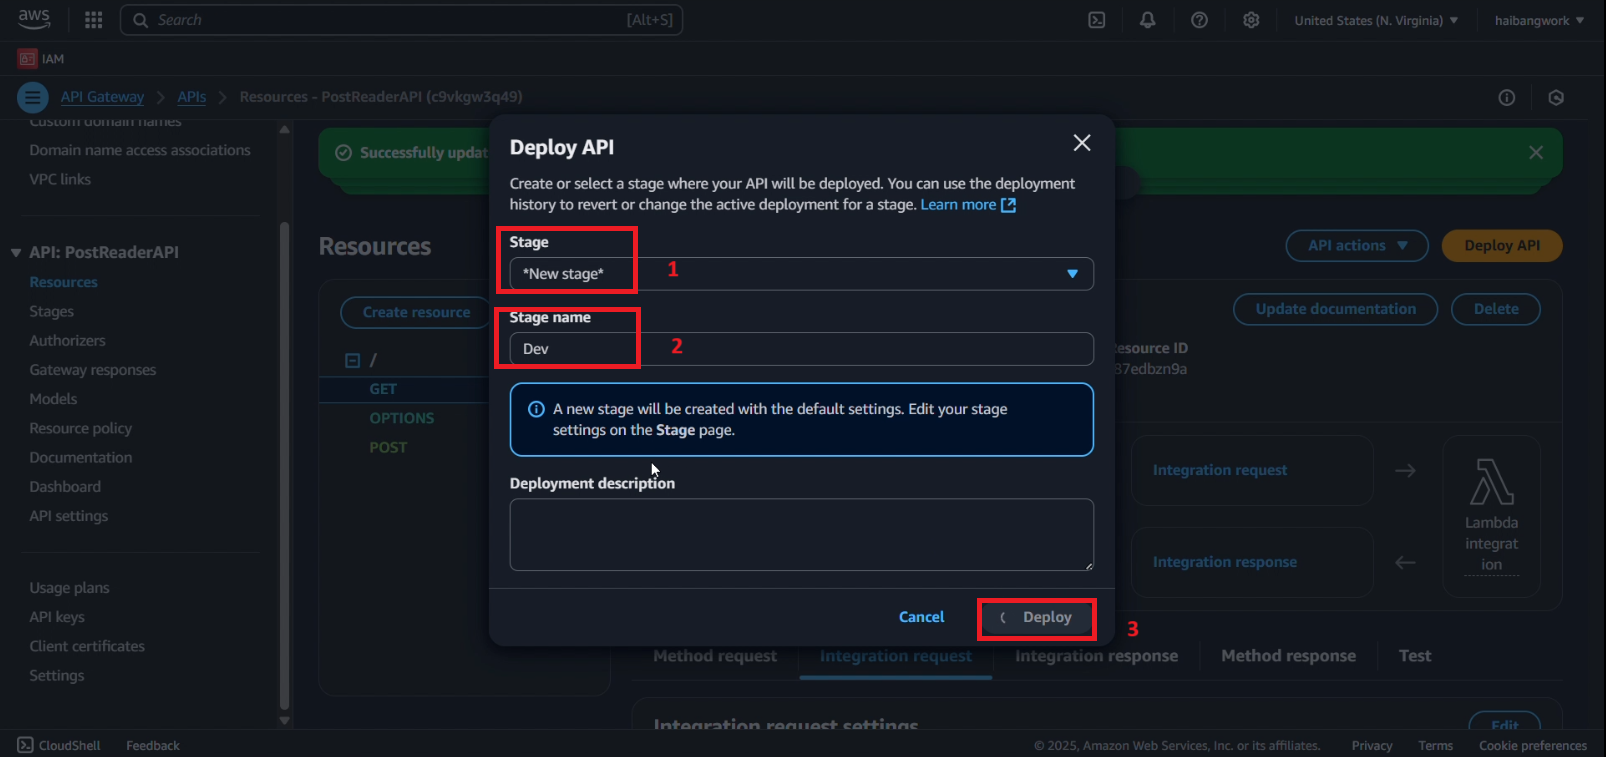 aws
Search
[Alt+S]
United States (N. Virginia)
haibangwork
IAM
API Gateway
APIs
Resources - PostReaderAPI (c9vkgw3q49)
Custom domain names
Domain name access associations
VPC links
API: PostReaderAPI
Resources
Stages
Authorizers
Gateway responses
Models
Resource policy
Documentation
Dashboard
API settings
Usage plans
API keys
Client certificates
Settings
Successfully updat
Resources
API actions
Deploy API
Create resource
Update documentation
Delete
/
GET
OPTIONS
POST
esource ID
37edbzn9a
Integration request
Integration response
Lambda
integrat
ion
Deploy API
Create or select a stage where your API will be deployed. You can use the deployment
history to revert or change the active deployment for a stage. Learn more
Stage
*New stage*
1
Stage name
Dev
2
A new stage will be created with the default settings. Edit your stage
settings on the Stage page.
Deployment description
Cancel
Deploy
3
Method request
Integration request
Integration response
Method response
Test
Integration request settings
Edit
CloudShell
Feedback
© 2025, Amazon Web Services, Inc. or its affiliates.
Privacy
Terms
Cookie preferences